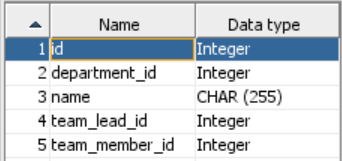 Name Data type
1 id Integer
2 department_id Integer
3 name CHAR (255)
4 team_lead_id Integer
5 team_member_id Integer